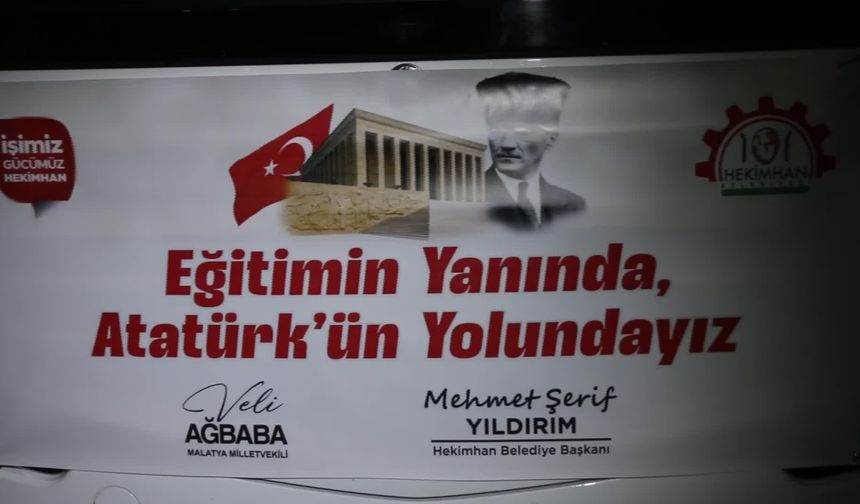 işimiz
GÜCÜMÜZ
HEKİMHAN
HEKİMHAN
Eğitimin Yanında,
Atatürk'ün Yolundayız
Veli
AĞBABA
MALATYA MİLLETVEKİLİ
Mehmet Şerif
YILDIRIM
Hekimhan Belediye Başkanı